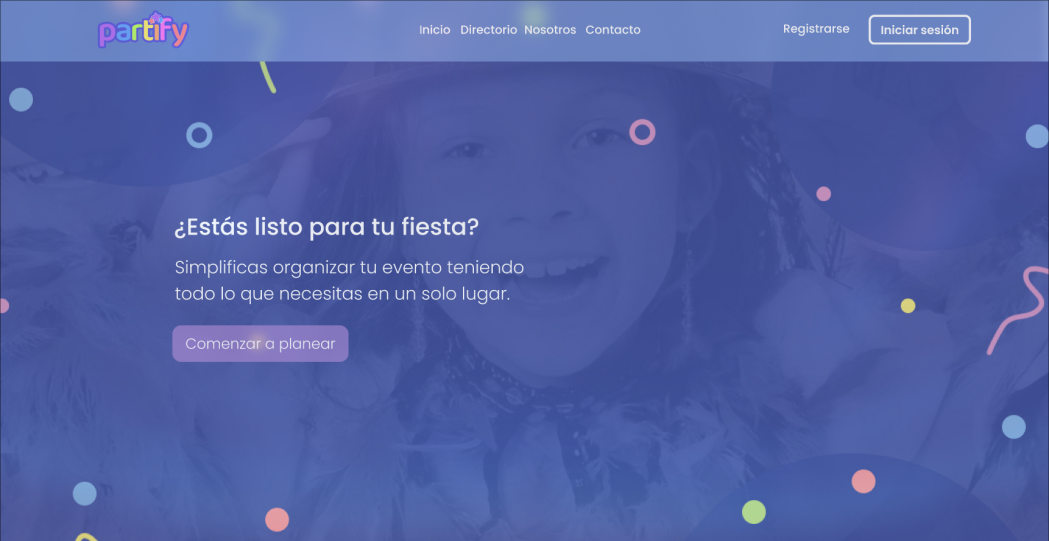 partify
Inicio Directorio Nosotros Contacto
Registrarse
Iniciar sesión
¿Estás listo para tu fiesta?
Simplificas organizar tu evento teniendo
todo lo que necesitas en un solo lugar.
Comenzar a planear